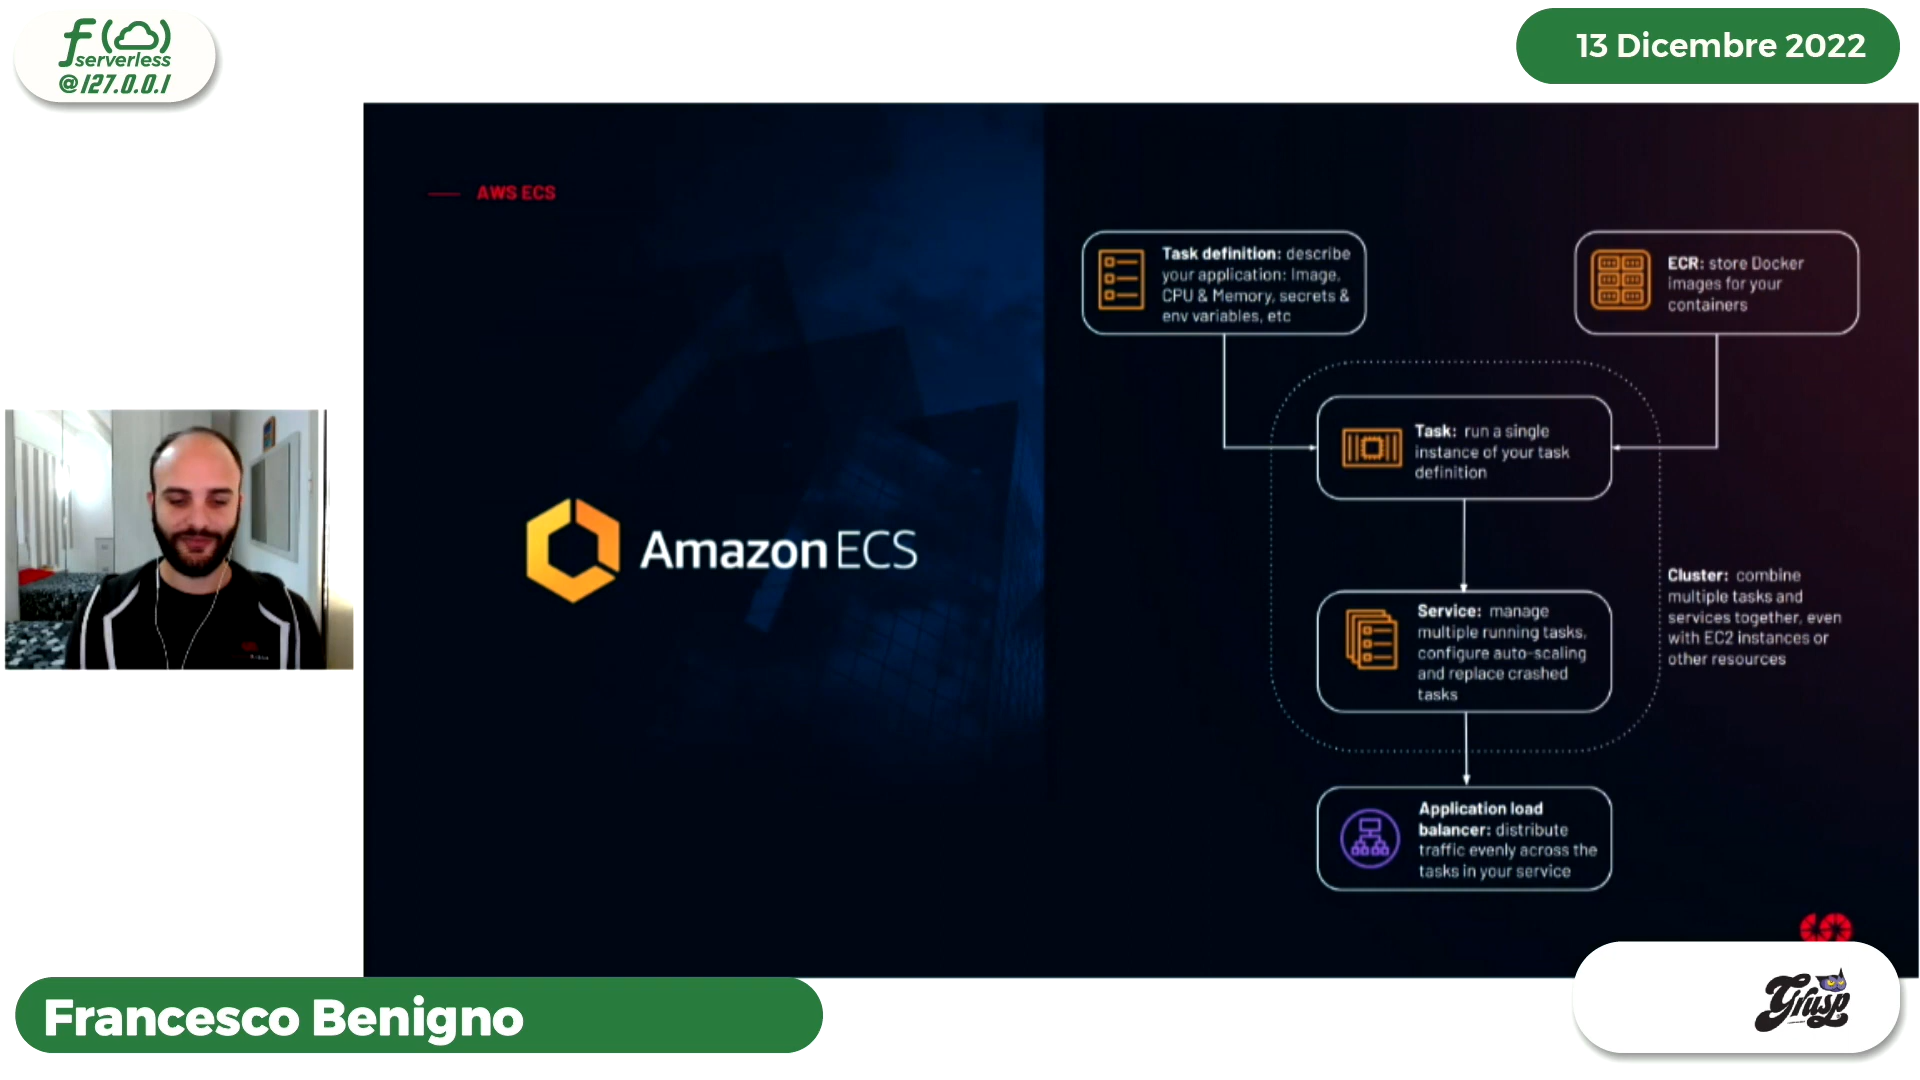 f()
serverless
@127.0.0.1
13 Dicembre 2022
AWS ECS
Amazon ECS
Task definition: describe
your application: Image,
CPU & Memory, secrets &
env variables, etc
ECR: store Docker
images for your
containers
Task: run a single
instance of your task
definition
Service: manage
multiple running tasks,
configure auto-scaling
and replace crashed
tasks
Cluster: combine
multiple tasks and
services together, even
with EC2 instances or
other resources
Application load
balancer: distribute
traffic evenly across the
tasks in your service
Francesco Benigno
Grusp